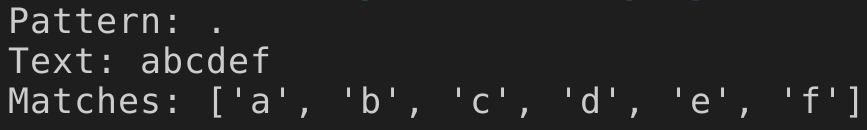 Pattern: .
Text: abcdef
Matches: ['a', 'b', 'c', 'd', 'e', 'f']